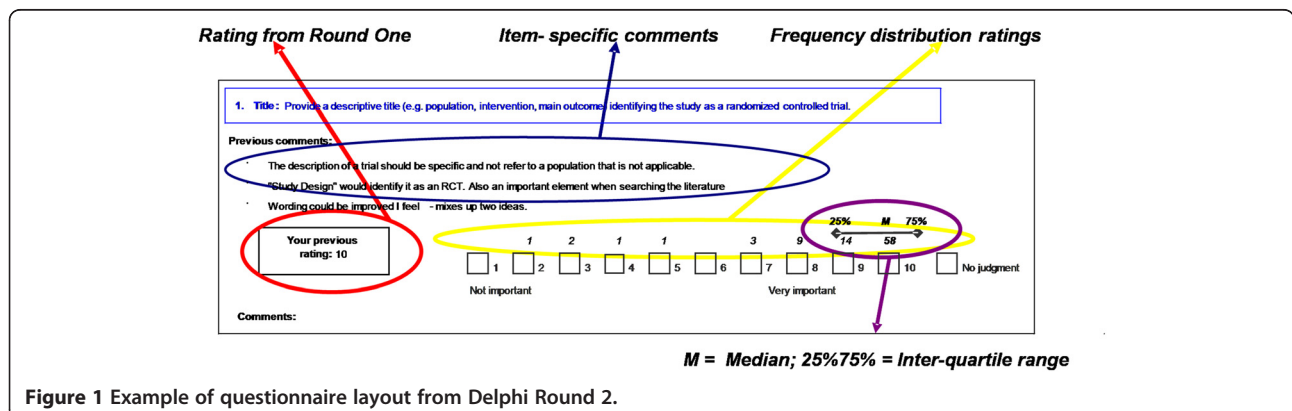 Rating from Round One Item- specific comments Frequency distribution ratings
1. Title: Provide a descriptive title (e.g. population, intervention, main outcome) identifying the study as a randomized controlled trial.
Previous comments:
The description of a trial should be specific and not refer to a population that is not applicable.
"Study Design" would identify it as an RCT. Also an important element when searching the literature
Wording could be improved I feel - mixes up two ideas.
25% M 75%
Your previous
rating: 10
1 2 1 1 3 9 14 58
1 2 3 4 5 6 7 8 9 10 No judgment
Not important Very important
Comments:
M = Median; 25%75% = Inter-quartile range
Figure 1 Example of questionnaire layout from Delphi Round 2.